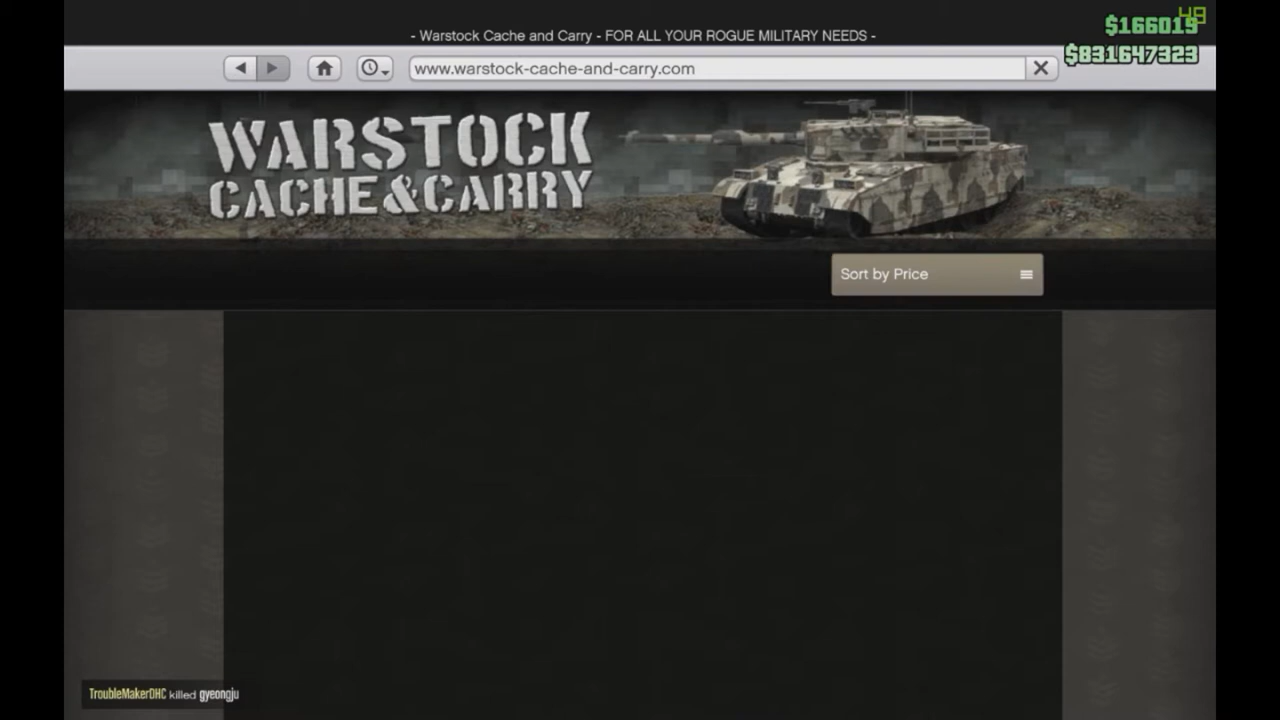 - Warstock Cache and Carry - FOR ALL YOUR ROGUE MILITARY NEEDS -
49
$166019
$831647323
www.warstock-cache-and-carry.com
WARSTOCK
CACHE&CARRY
Sort by Price
TroubleMakerDHC killed gyeongju